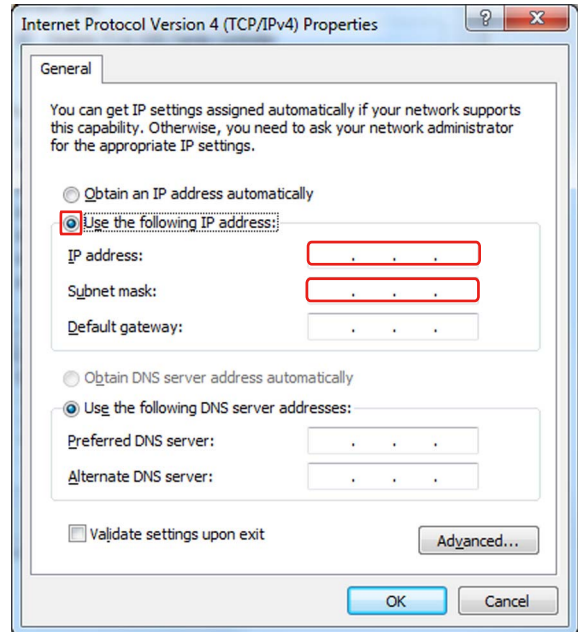 Internet Protocol Version 4 (TCP/IPv4) Properties
General
You can get IP settings assigned automatically if your network supports
this capability. Otherwise, you need to ask your network administrator
for the appropriate IP settings.
Obtain an IP address automatically
Use the following IP address:
IP address: . . .
Subnet mask: . . .
Default gateway: . . .
Obtain DNS server address automatically
Use the following DNS server addresses:
Preferred DNS server: . . .
Alternate DNS server: . . .
Validate settings upon exit
Advanced...
OK Cancel